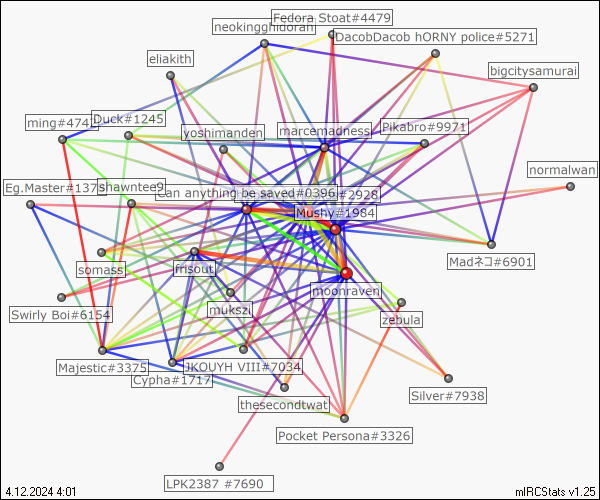 Fedora Stoat#4479
neokingghidoran
DacobDacob hORNY police#5271
eliakith
bigcitysamurai
ming#474
Duck#1245
yoshimanden
marcemadness
Pikabro#9971
normalwan
Eg.Master#137
shawntee9
Can anything be saved#0396
#2928
Mushy#1984
somass
frisout
Madネコ#6901
moonraven
mukszi
Swirly Boi#6154
zebula
Majestic#3375
JKOUYH VIII#7034
Cypha#1717
Silver#7938
thesecondtwat
Pocket Persona#3326
LPK2387 #7690
4.12.2024 4:01
mIRCStats v1.25